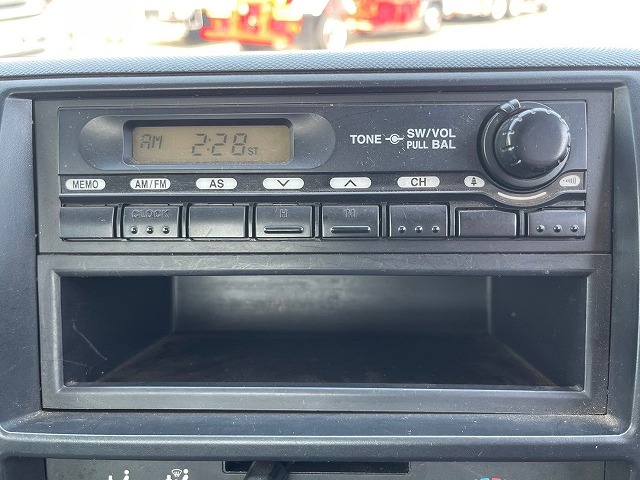 AM 2:28 ST
TONE SW/VOL
PULL BAL
MEMO AM/FM AS CH
CLOCK H M